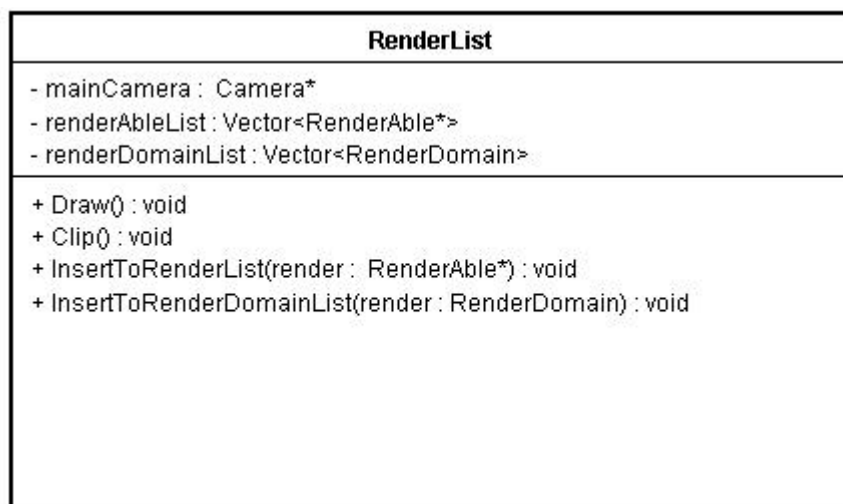 RenderList
- mainCamera : Camera*
- renderAbleList : Vector<RenderAble*>
- renderDomainList : Vector<RenderDomain>
+ Draw() : void
+ Clip() : void
+ InsertToRenderList(render : RenderAble*) : void
+ InsertToRenderDomainList(render : RenderDomain) : void